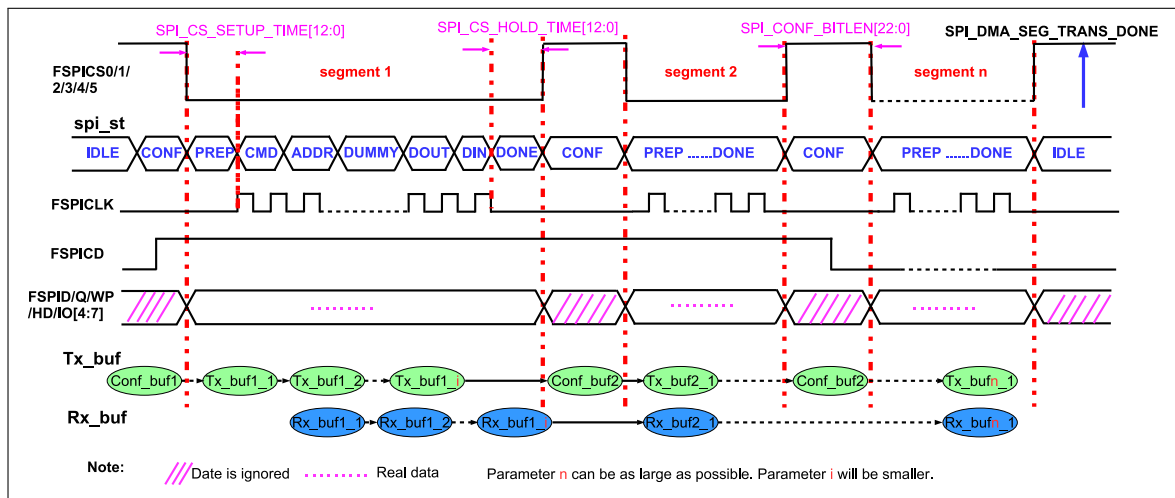 SPI_CS_SETUP_TIME[12:0]
SPI_CS_HOLD_TIME[12:0]
SPI_CONF_BITLEN[22:0]
SPI_DMA_SEG_TRANS_DONE
FSPICS0/1/
2/3/4/5
segment 1
segment 2
segment n
spi_st
IDLE CONF PREP CMD ADDR DUMMY DOUT DIN DONE CONF PREP ......DONE CONF PREP ......DONE IDLE
FSPICLK
FSPICD
FSPID/Q/WP
/HD/IO[4:7]
Tx_buf
Conf_buf1 Tx_buf1_1 Tx_buf1_2 Tx_buf1_i Conf_buf2 Tx_buf2_1 Conf_buf2 Tx_bufn_1
Rx_buf
Rx_buf1_1 Rx_buf1_2 Rx_buf1_i Rx_buf2_1 Rx_bufn_1
Note: Date is ignored Real data Parameter n can be as large as possible. Parameter i will be smaller.